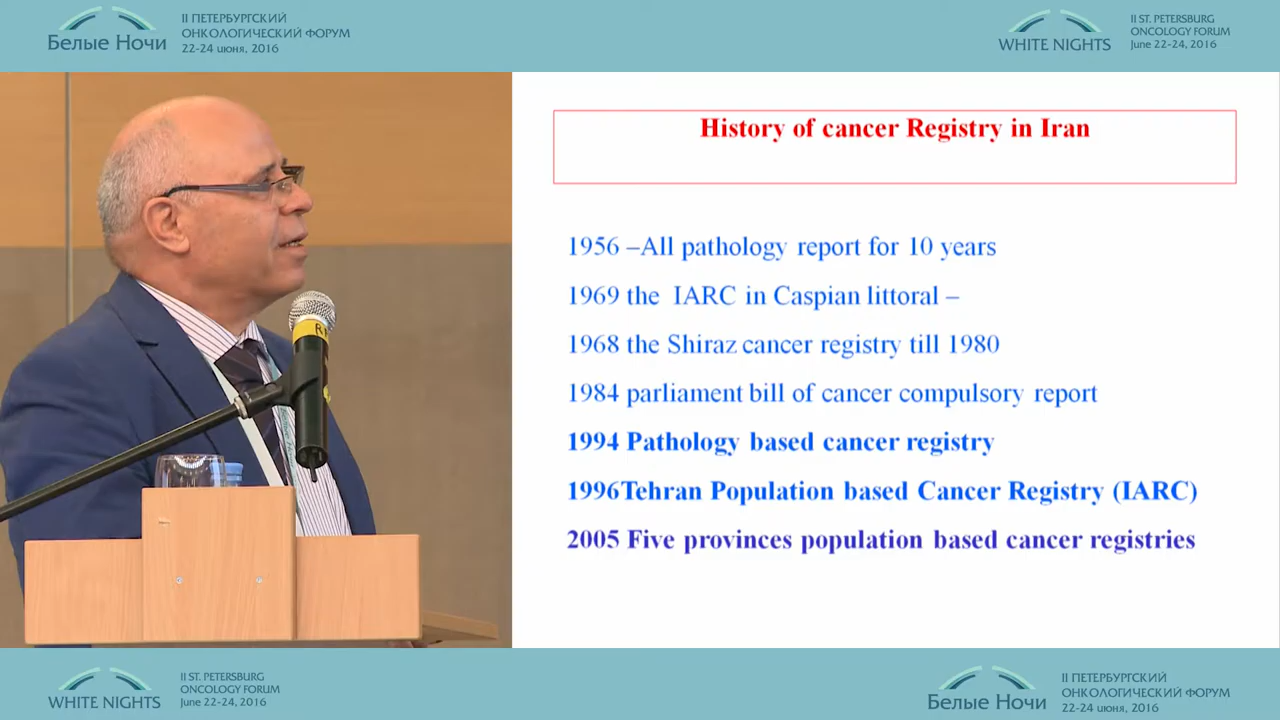 Белые Ночи
II ПЕТЕРБУРГСКИЙ
ОНКОЛОГИЧЕСКИЙ ФОРУМ
22-24 июня, 2016
WHITE NIGHTS
II ST. PETERSBURG
ONCOLOGY FORUM
June 22-24, 2016
History of cancer Registry in Iran
1956 –All pathology report for 10 years
1969 the IARC in Caspian littoral –
1968 the Shiraz cancer registry till 1980
1984 parliament bill of cancer compulsory report
1994 Pathology based cancer registry
1996Tehran Population based Cancer Registry (IARC)
2005 Five provinces population based cancer registries
WHITE NIGHTS
II ST. PETERSBURG
ONCOLOGY FORUM
June 22-24, 2016
Белые Ночи
II ПЕТЕРБУРГСКИЙ
ОНКОЛОГИЧЕСКИЙ ФОРУМ
22-24 июня, 2016